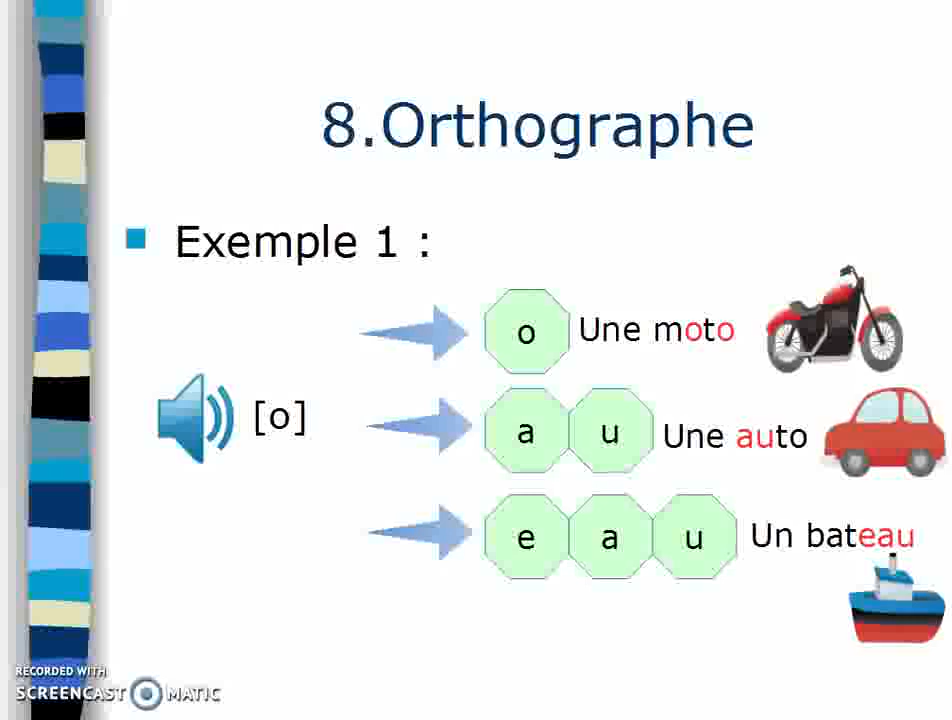 8.Orthographe
Exemple 1 :
o Une moto
[o]
a u Une auto
e a u Un bateau
RECORDED WITH
SCREENCAST MATIC